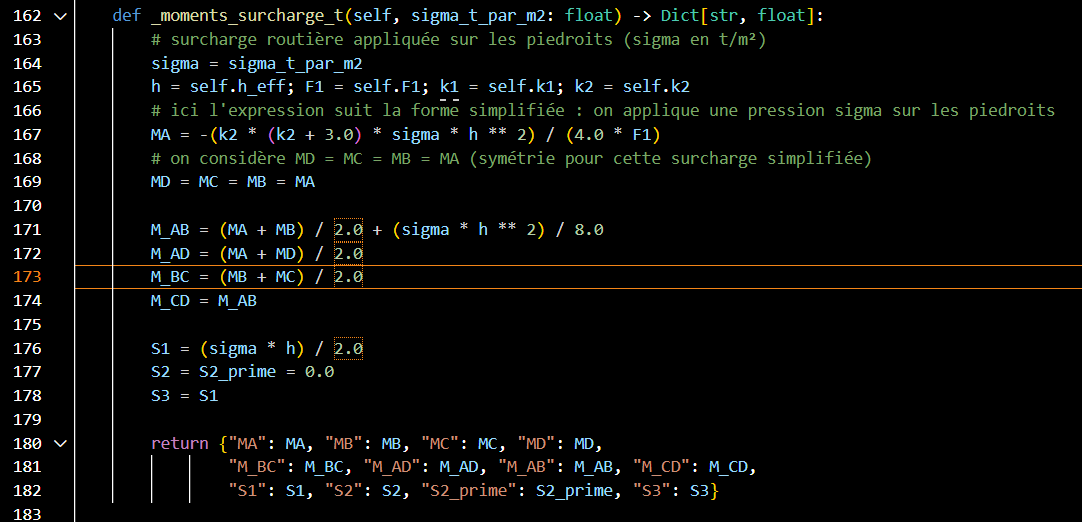 162 def _moments_surcharge_t(self, sigma_t_par_m2: float) -> Dict[str, float]:
163 # surcharge routière appliquée sur les piedroits (sigma en t/m²)
164 sigma = sigma_t_par_m2
165 h = self.h_eff; F1 = self.F1; k1 = self.k1; k2 = self.k2
166 # ici l'expression suit la forme simplifiée : on applique une pression sigma sur les piedroits
167 MA = -(k2 * (k2 + 3.0) * sigma * h ** 2) / (4.0 * F1)
168 # on considère MD = MC = MB = MA (symétrie pour cette surcharge simplifiée)
169 MD = MC = MB = MA
170
171 M_AB = (MA + MB) / 2.0 + (sigma * h ** 2) / 8.0
172 M_AD = (MA + MD) / 2.0
173 M_BC = (MB + MC) / 2.0
174 M_CD = M_AB
175
176 S1 = (sigma * h) / 2.0
177 S2 = S2_prime = 0.0
178 S3 = S1
179
180 return {"MA": MA, "MB": MB, "MC": MC, "MD": MD,
181 "M_BC": M_BC, "M_AD": M_AD, "M_AB": M_AB, "M_CD": M_CD,
182 "S1": S1, "S2": S2, "S2_prime": S2_prime, "S3": S3}
183